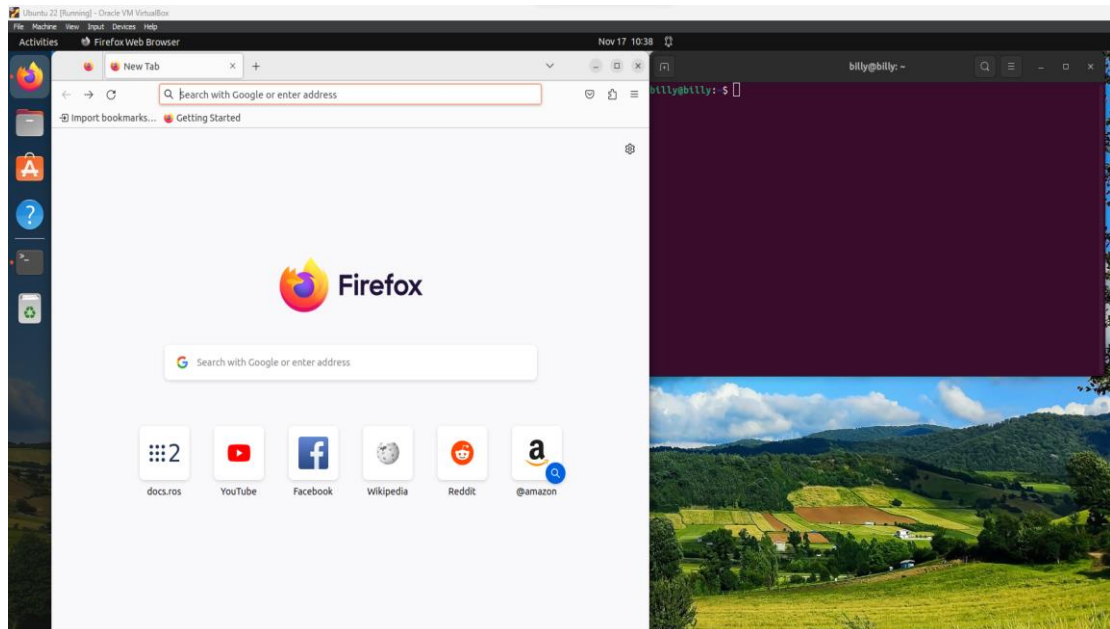 Ubuntu 22 [Running] - Oracle VM VirtualBox
File Machine View Input Devices Help
Activities Firefox Web Browser Nov 17 10:38
New Tab
billy@billy: ~
Search with Google or enter address
billy@billy:~$
Import bookmarks... Getting Started
Firefox
Search with Google or enter address
docs.ros YouTube Facebook Wikipedia Reddit @amazon